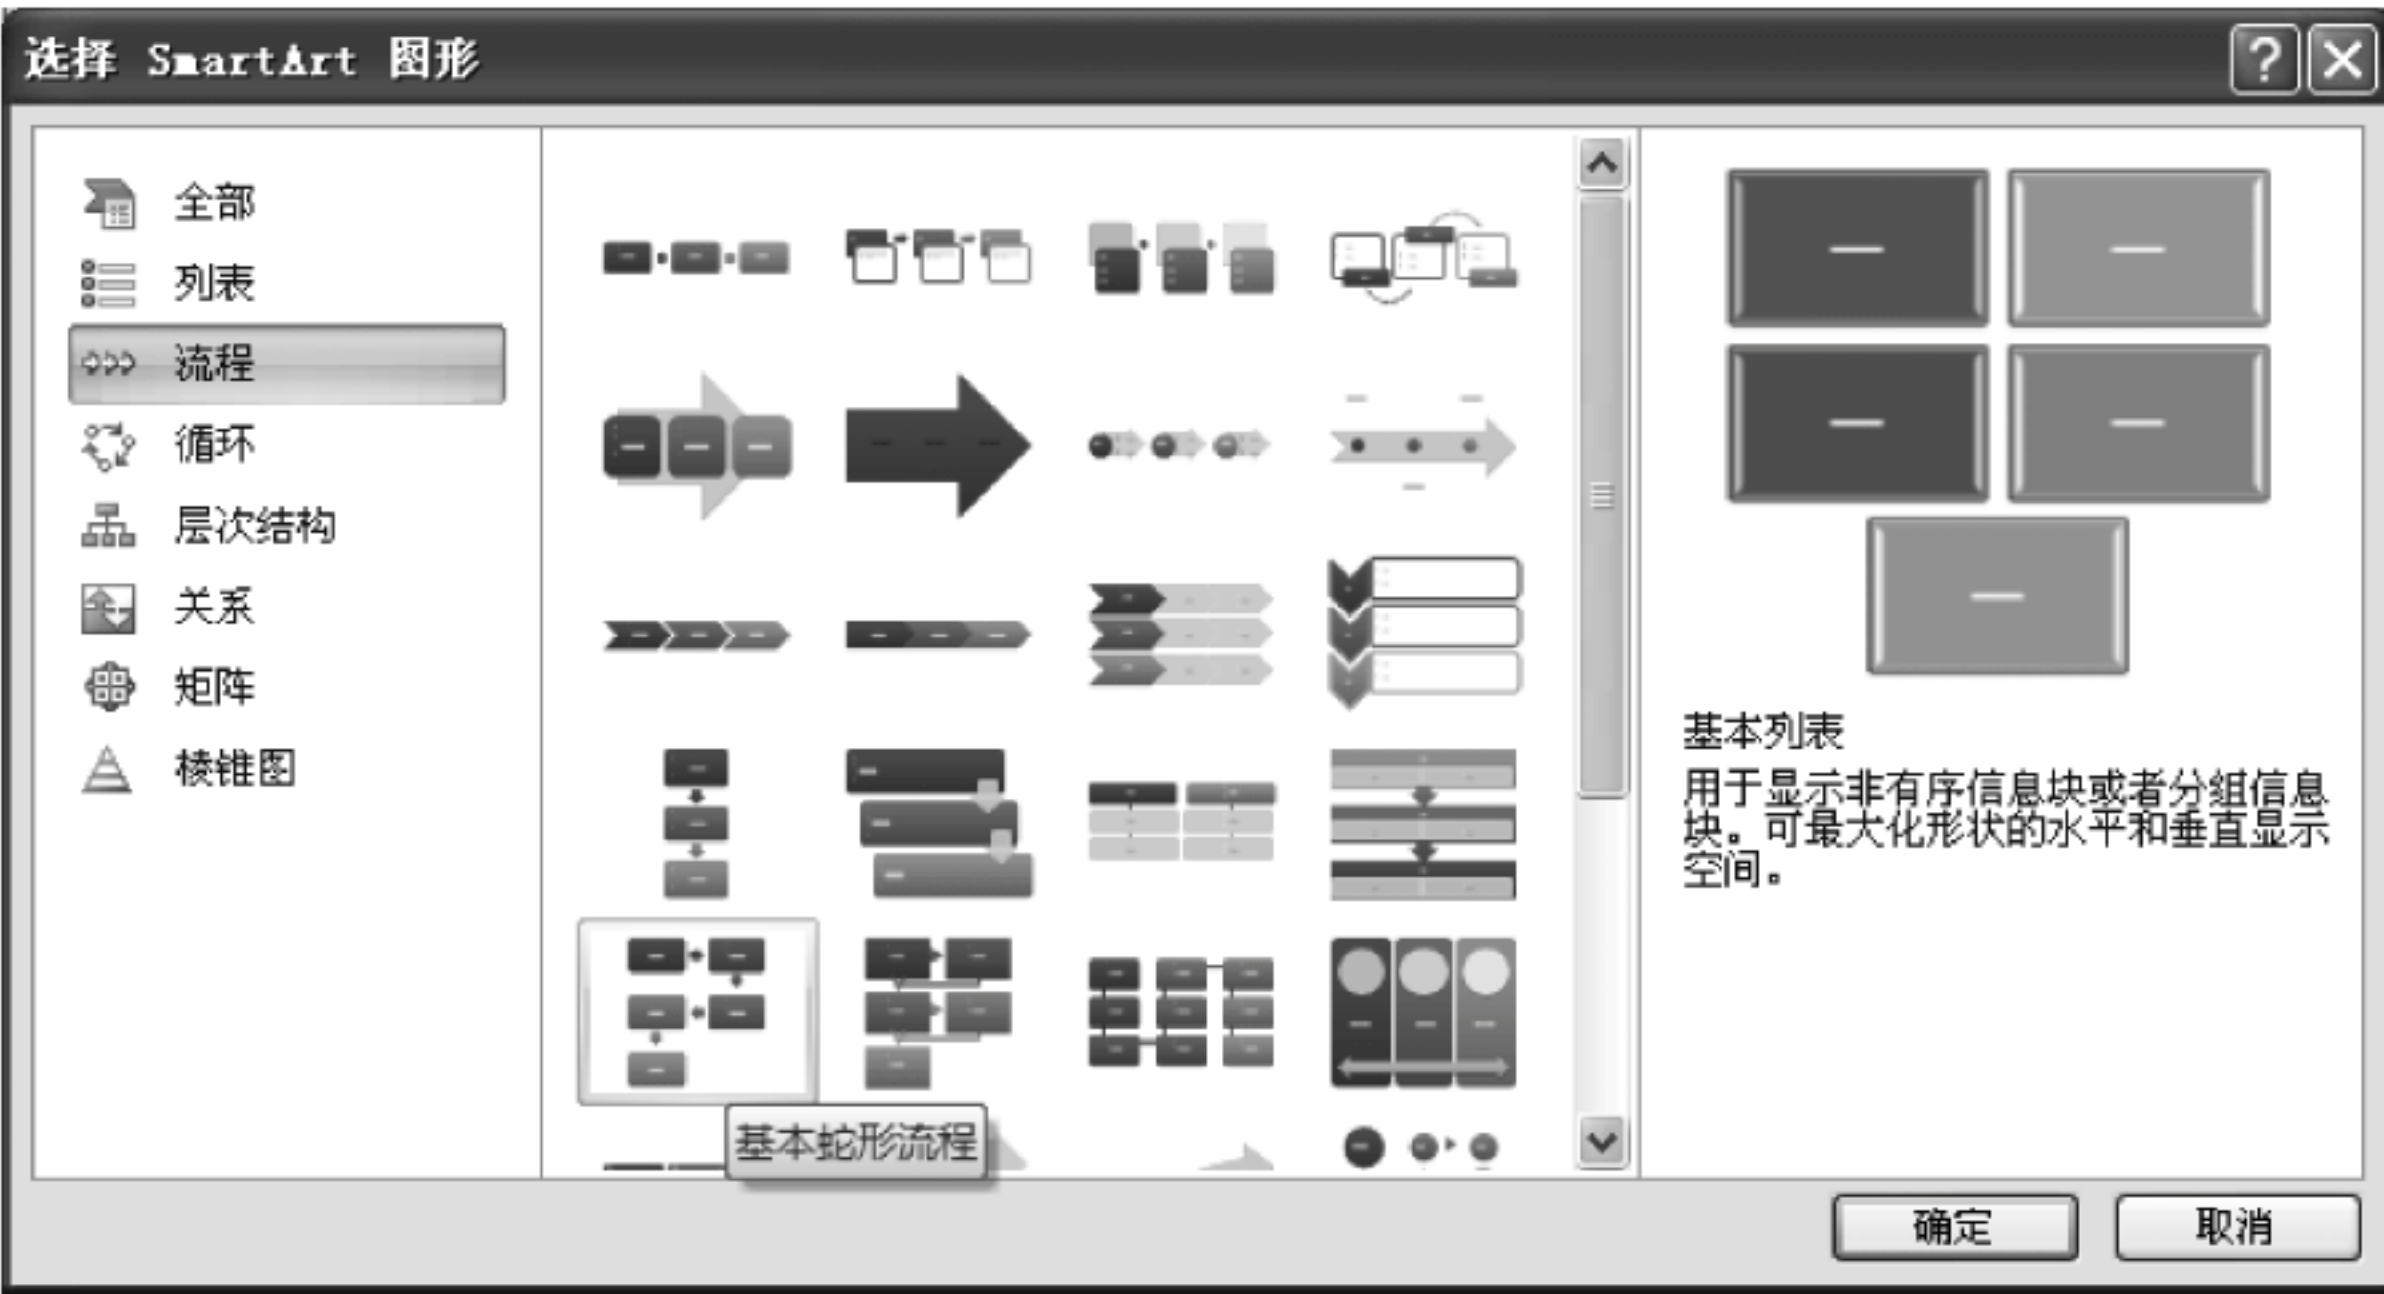 选择 SmartArt 图形
全部
列表
流程
循环
层次结构
关系
矩阵
棱锥图
基本蛇形流程
基本列表
用于显示非有序信息块或者分组信息
块。可最大化形状的水平和垂直显示
空间。
确定
取消